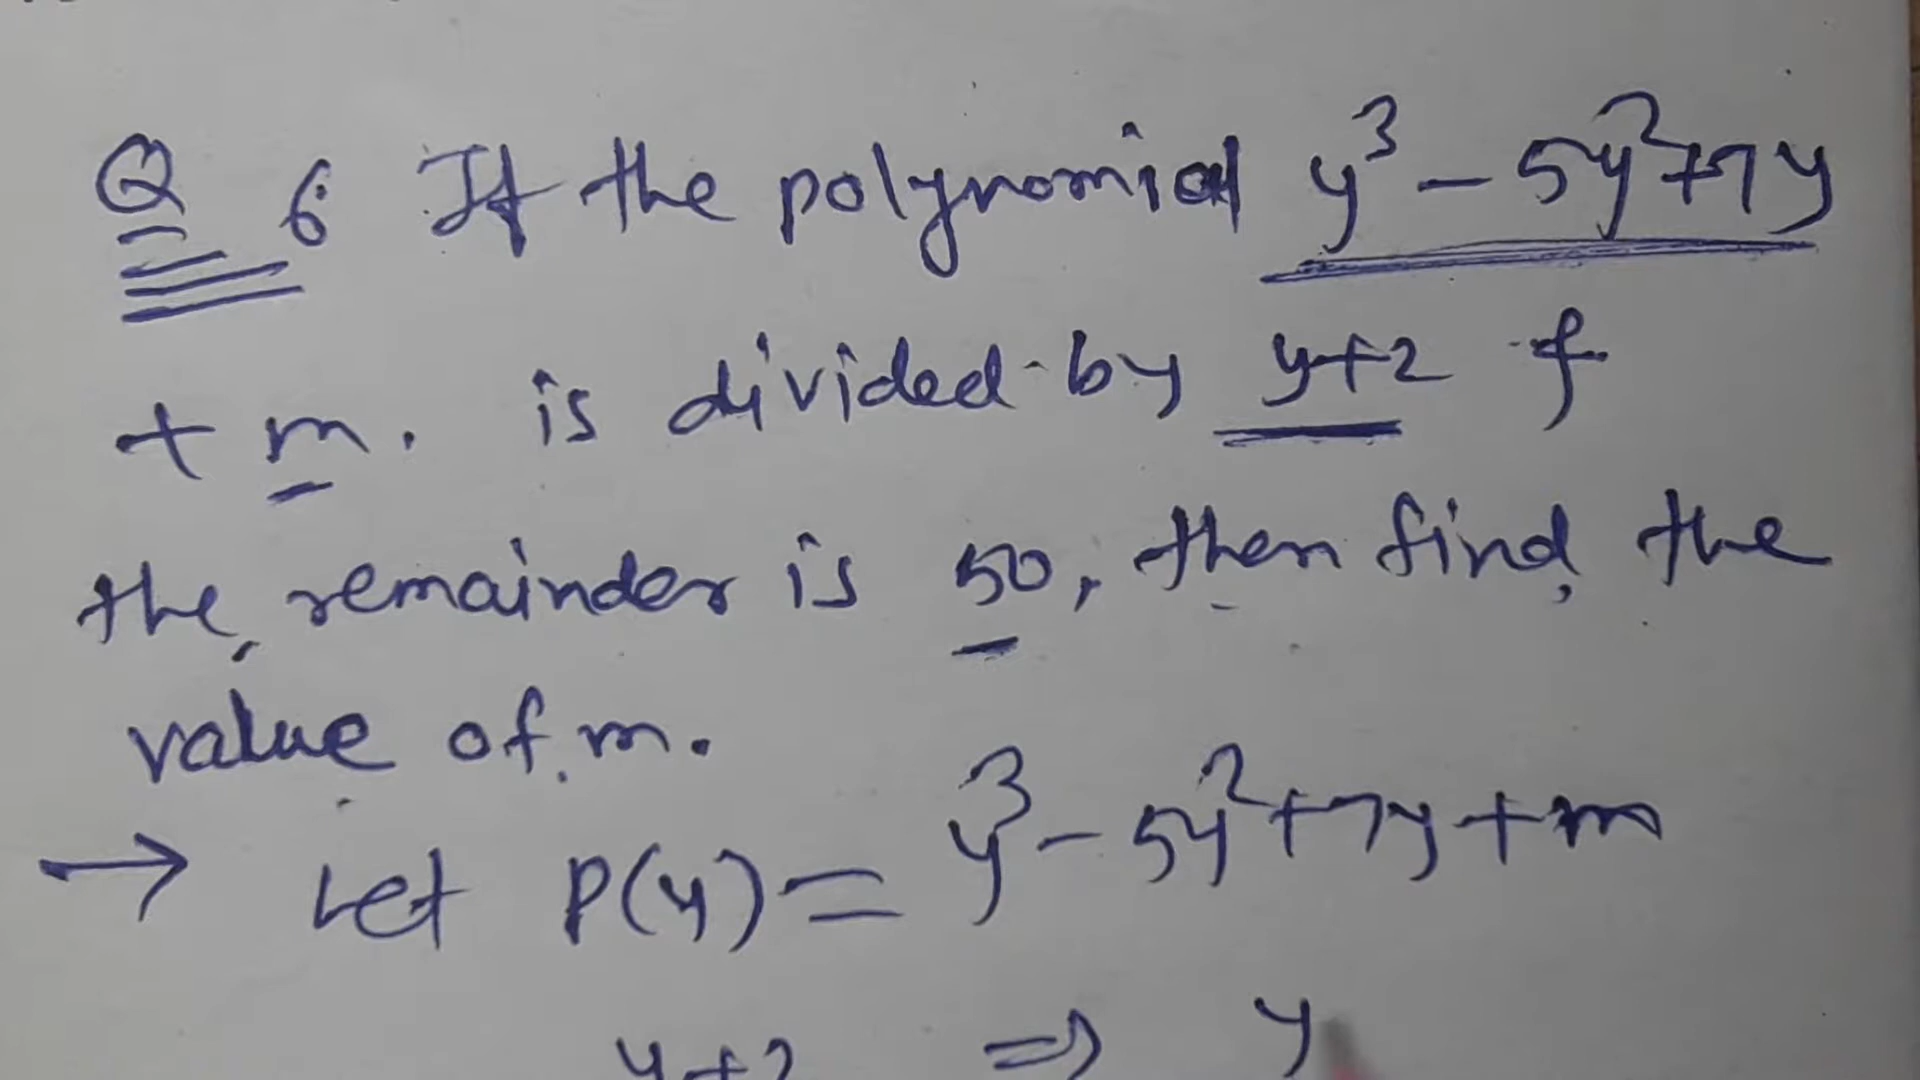 Q 6 If the polynomial y³ - 5y² + 7y
+ m. is divided by y+2 &
the remainder is 50, then find the
value of m.
→ Let P(y) = y³ - 5y² + 7y + m
y+2 ⇒ y